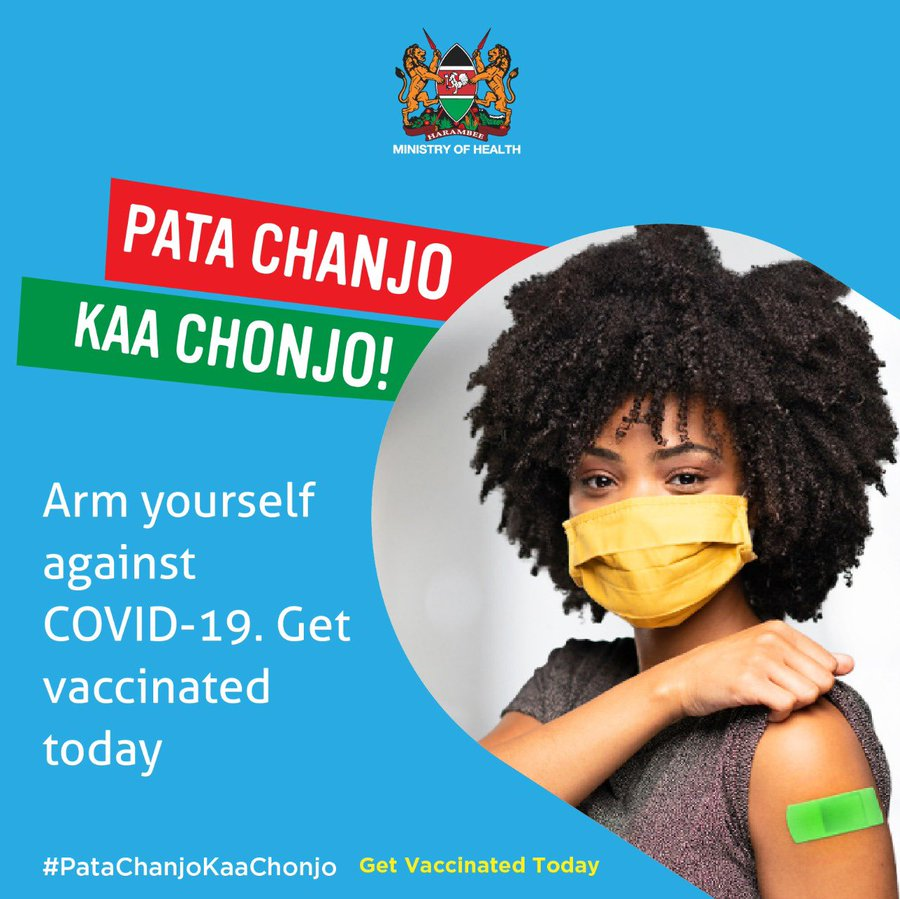 HARAMBEE
MINISTRY OF HEALTH
PATA CHANJO
KAA CHONJO!
Arm yourself
against
COVID-19. Get
vaccinated
today
#PataChanjoKaaChonjo Get Vaccinated Today